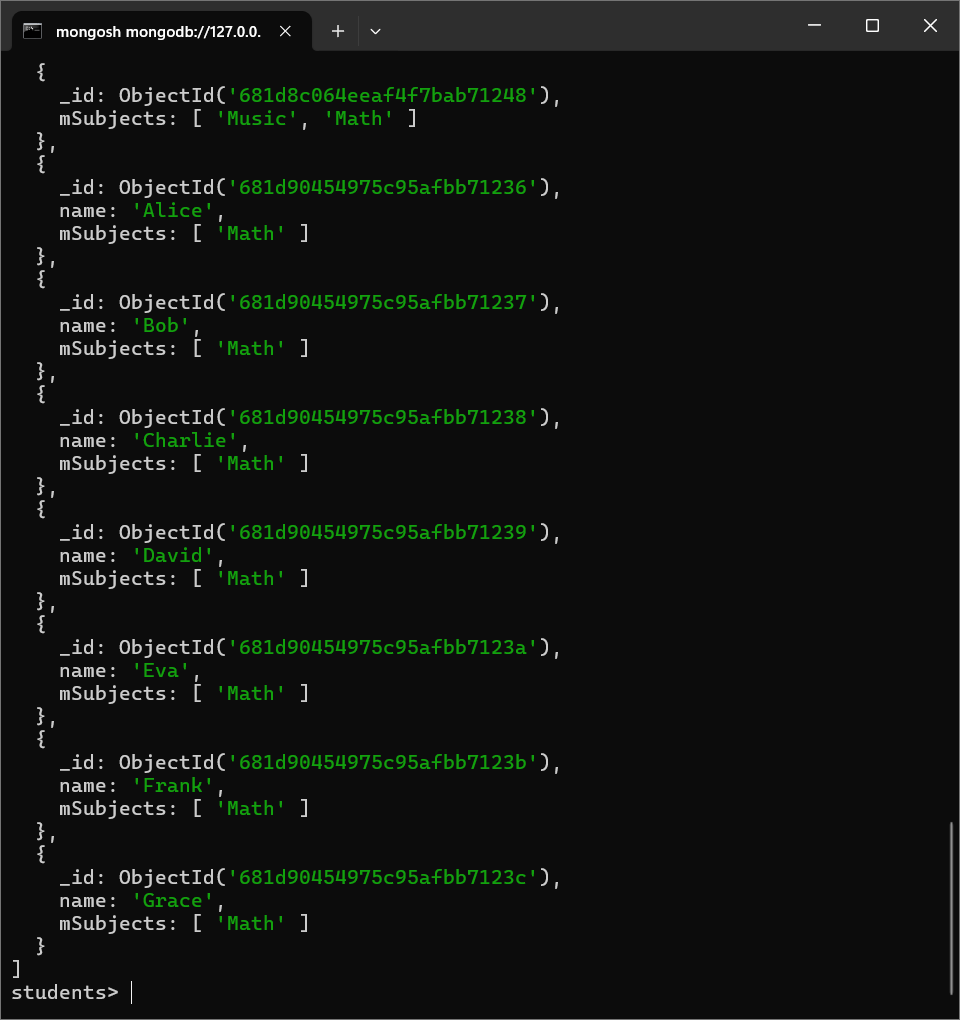 mongosh mongodb://127.0.0.
{
_id: ObjectId('681d8c064eeaf4f7bab71248'),
mSubjects: [ 'Music', 'Math' ]
},
{
_id: ObjectId('681d90454975c95afbb71236'),
name: 'Alice',
mSubjects: [ 'Math' ]
},
{
_id: ObjectId('681d90454975c95afbb71237'),
name: 'Bob',
mSubjects: [ 'Math' ]
},
{
_id: ObjectId('681d90454975c95afbb71238'),
name: 'Charlie',
mSubjects: [ 'Math' ]
},
{
_id: ObjectId('681d90454975c95afbb71239'),
name: 'David',
mSubjects: [ 'Math' ]
},
{
_id: ObjectId('681d90454975c95afbb7123a'),
name: 'Eva',
mSubjects: [ 'Math' ]
},
{
_id: ObjectId('681d90454975c95afbb7123b'),
name: 'Frank',
mSubjects: [ 'Math' ]
},
{
_id: ObjectId('681d90454975c95afbb7123c'),
name: 'Grace',
mSubjects: [ 'Math' ]
}
]
students>